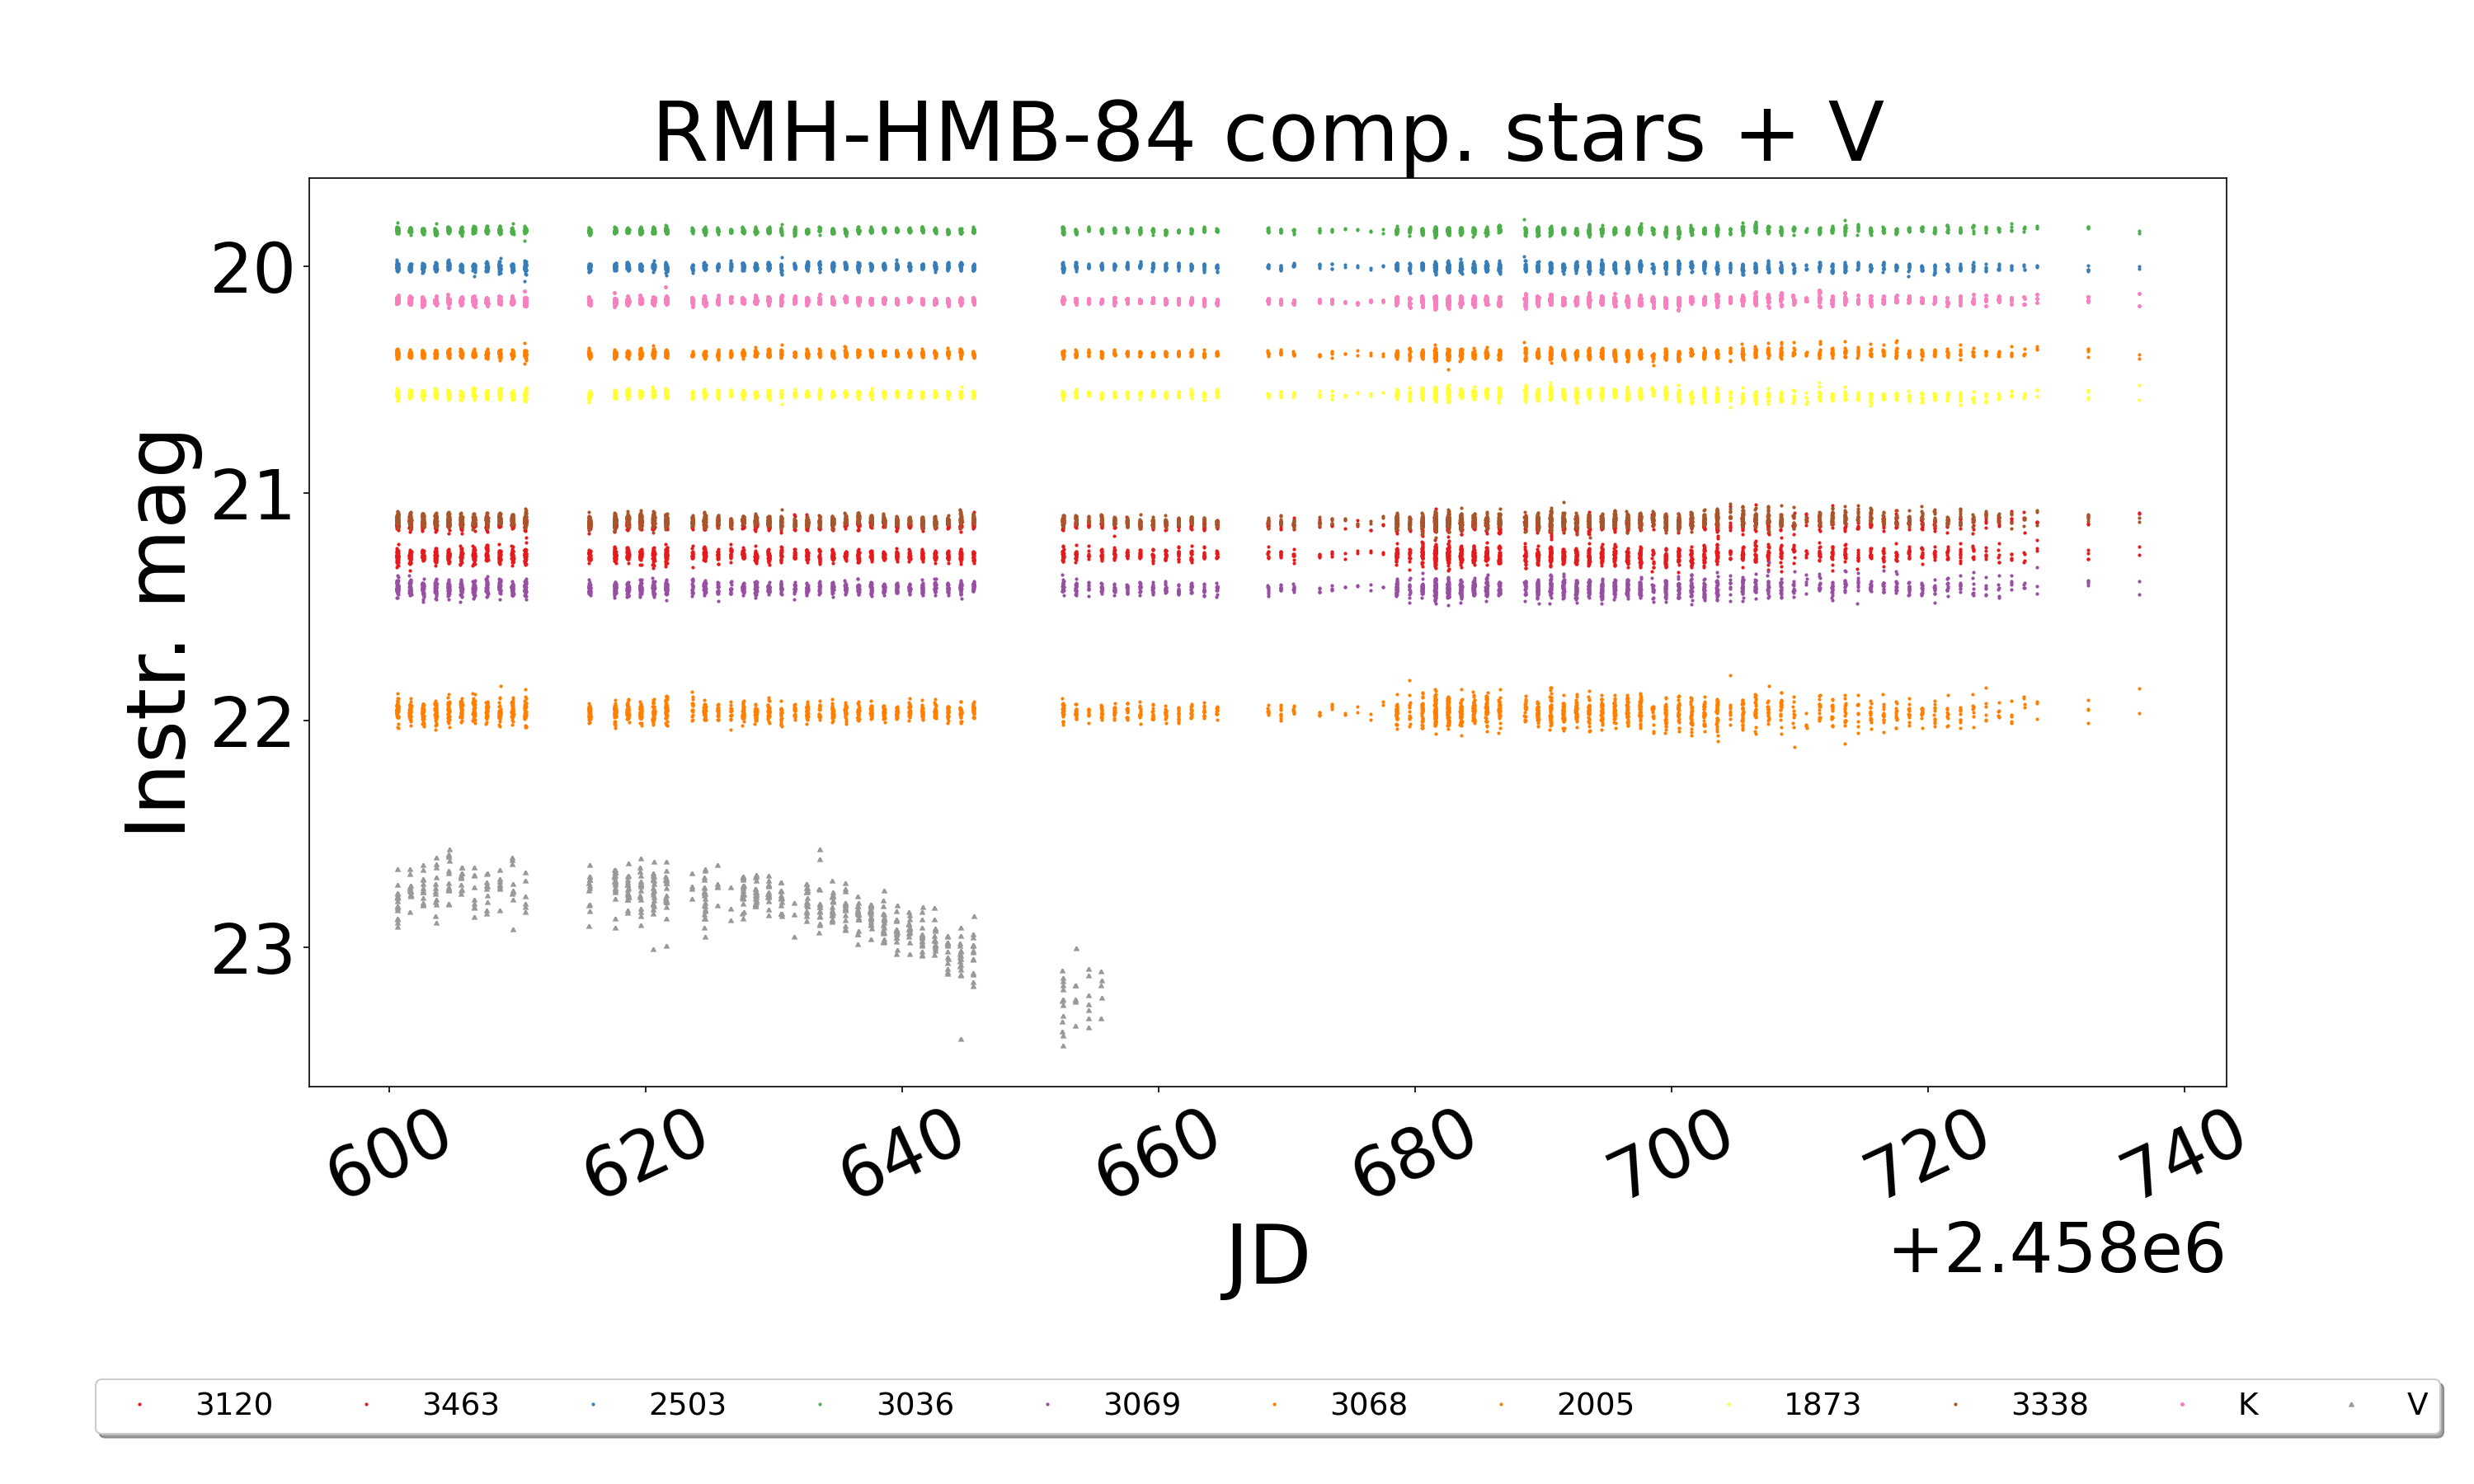 RMH-HMB-84 comp. stars + V
Instr. mag
20
21
22
23
600 620 640 660 680 700 720 740
JD
+2.458e6
3120 3463 2503 3036 3069 3068 2005 1873 3338 K V